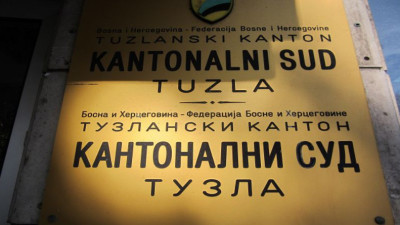 Bosna i Hercegovina - Federacija Bosne i Hercegovine
TUZLANSKI KANTON
KANTONALNI SUD
TUZLA
Босна и Херцеговина - Федерација Босне и Херцеговине
ТУЗЛАНСКИ КАНТОН
КАНТОНАЛНИ СУД
ТУЗЛА